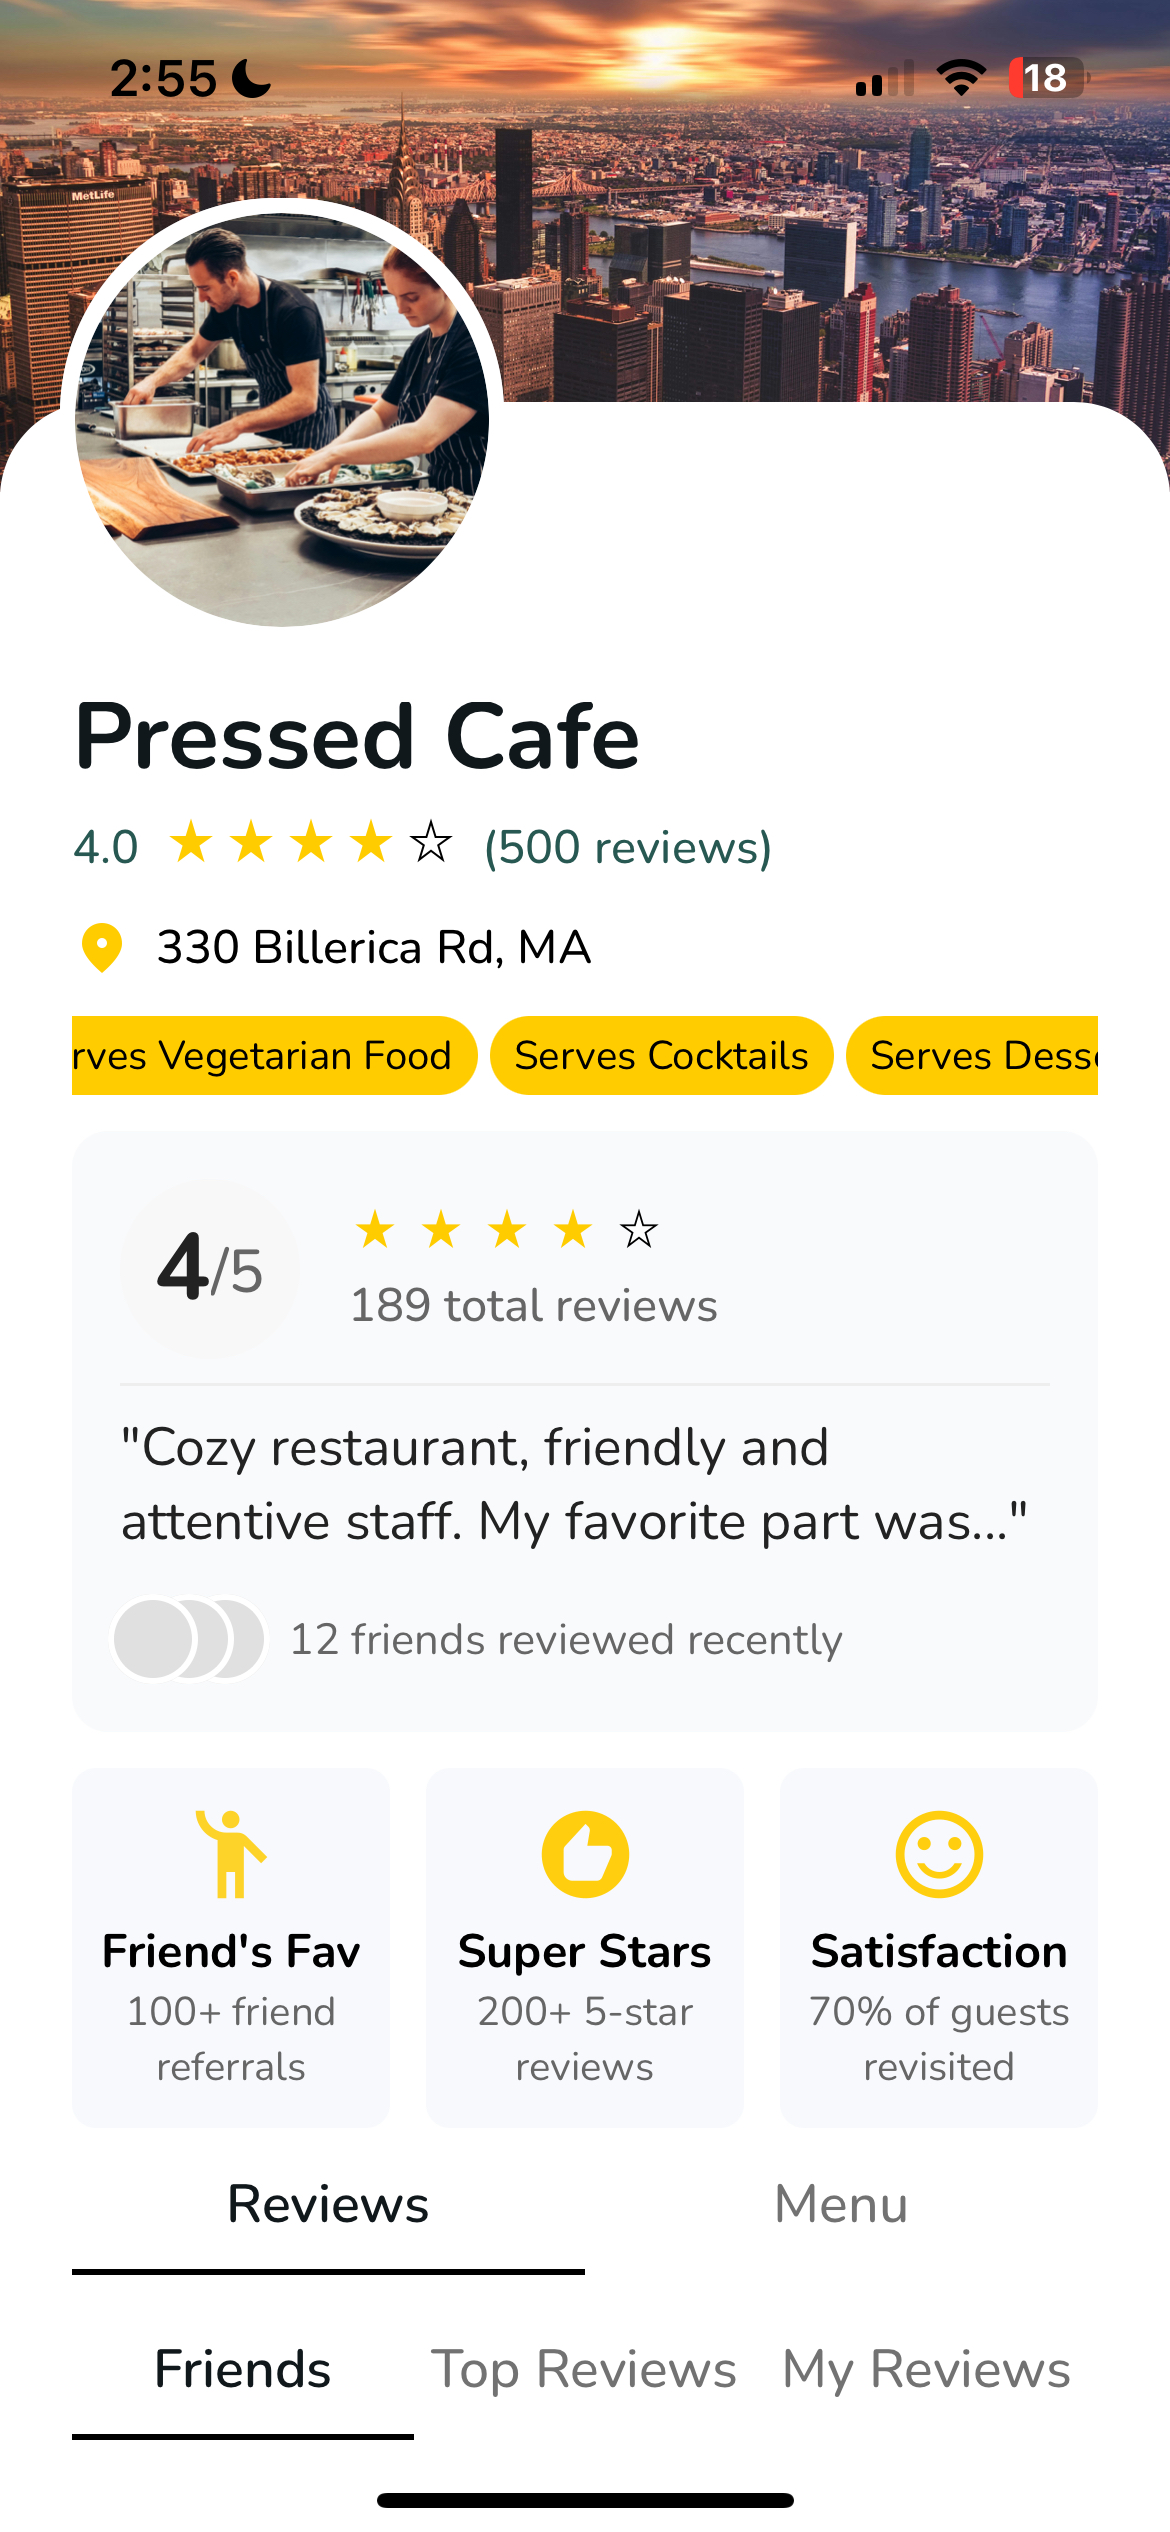 2:55
18
MetLife
Pressed Cafe
4.0 ★ ★ ★ ★ ☆ (500 reviews)
330 Billerica Rd, MA
rves Vegetarian Food
Serves Cocktails
Serves Desse
4/5
★ ★ ★ ★ ☆
189 total reviews
"Cozy restaurant, friendly and
attentive staff. My favorite part was..."
12 friends reviewed recently
Friend's Fav
100+ friend
referrals
Super Stars
200+ 5-star
reviews
Satisfaction
70% of guests
revisited
Reviews
Menu
Friends
Top Reviews
My Reviews